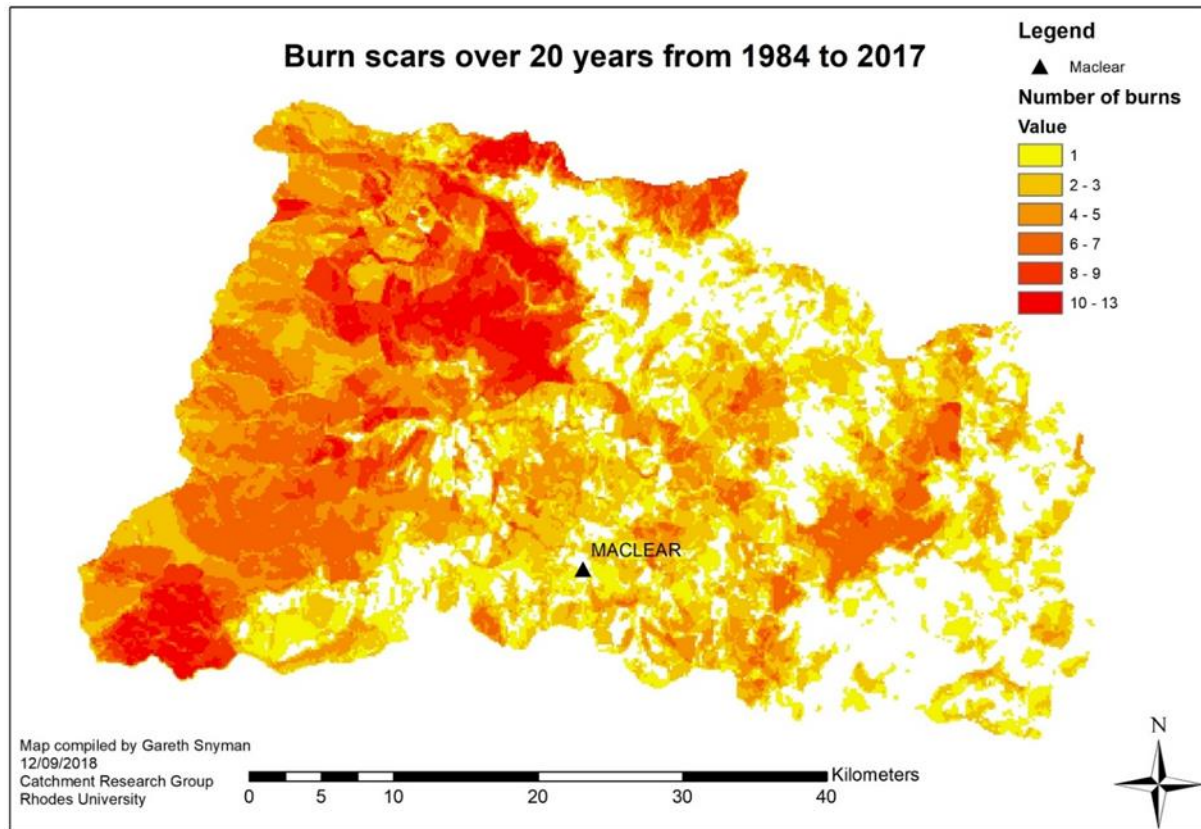 Burn scars over 20 years from 1984 to 2017
Legend
Maclear
Number of burns
Value
1
2 - 3
4 - 5
6 - 7
8 - 9
10 - 13
MACLEAR
Map compiled by Gareth Snyman
12/09/2018
Catchment Research Group
Rhodes University
Kilometers
0 5 10 20 30 40
N